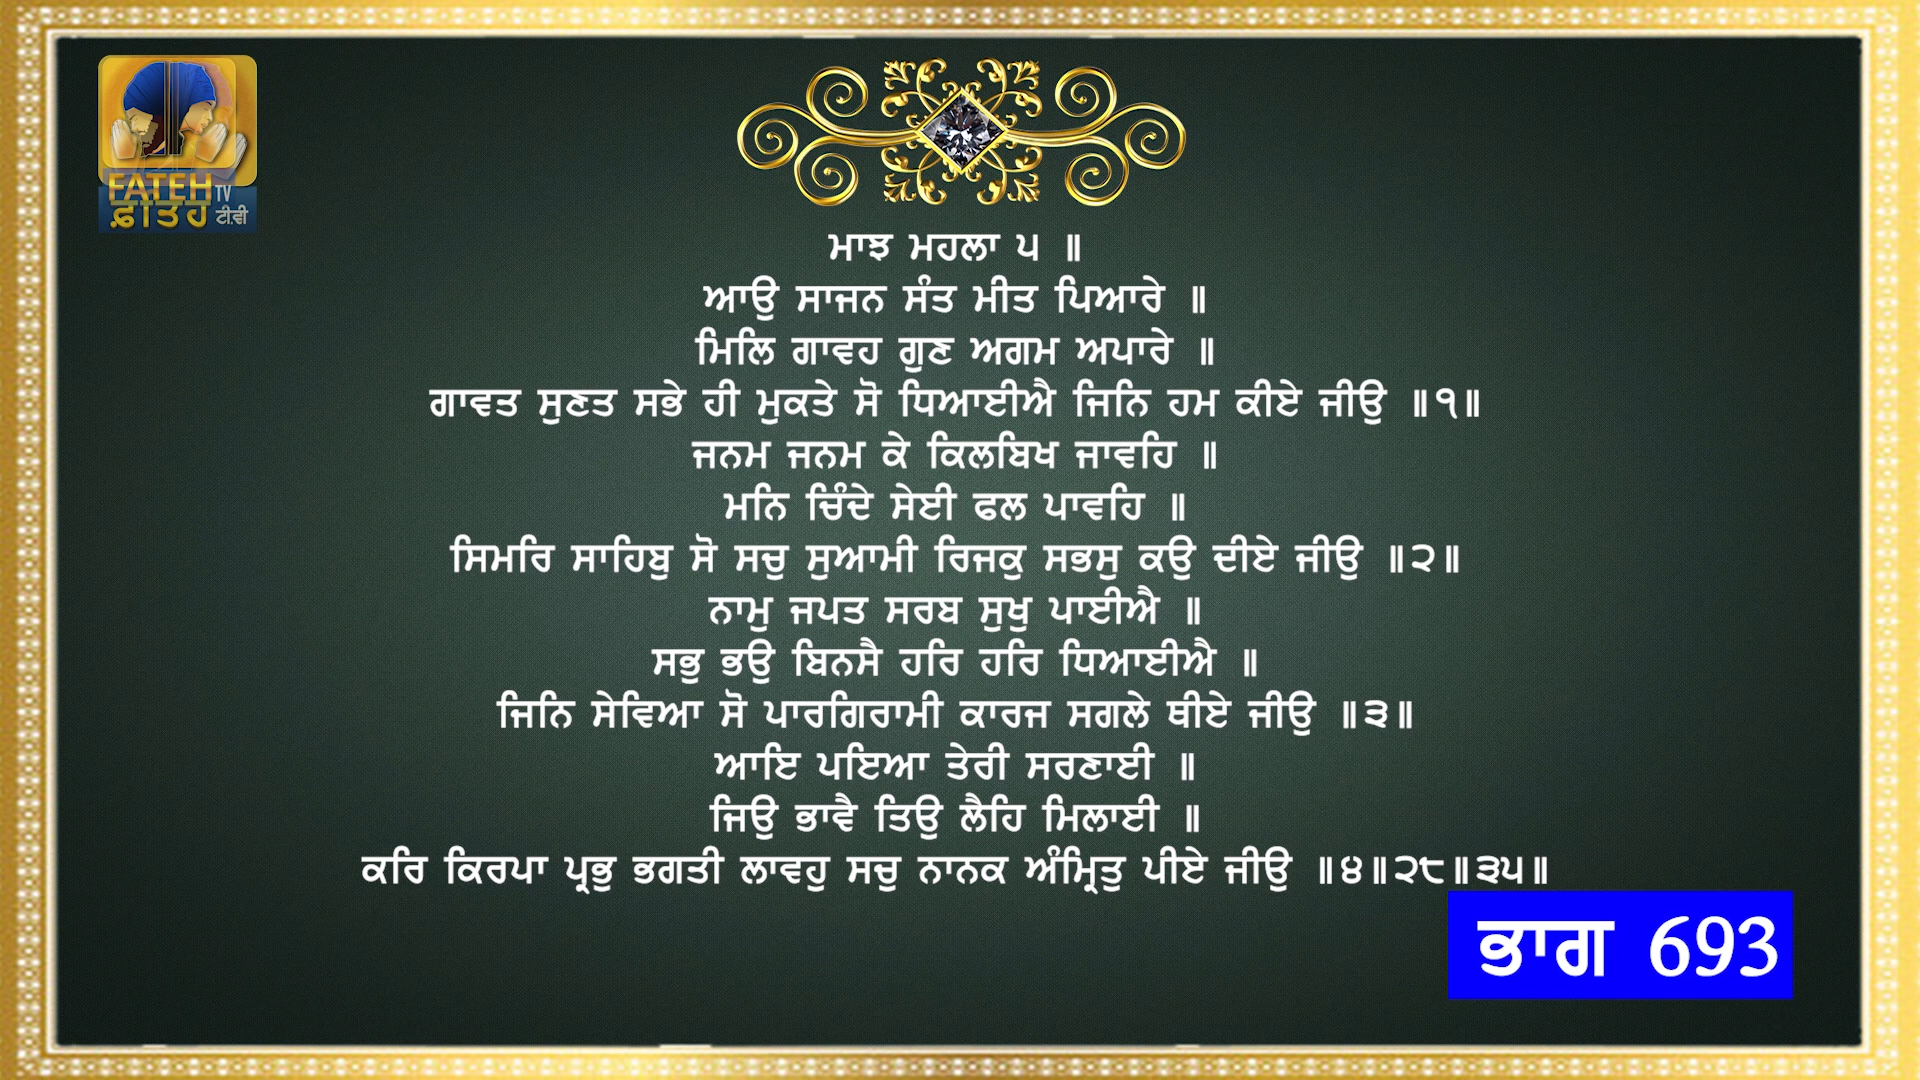 FATEH TV
ਫ਼ਤਿਹ ਟੀ.ਵੀ
ਮਾਝ ਮਹਲਾ ੫ ॥
ਆਉ ਸਾਜਨ ਸੰਤ ਮੀਤ ਪਿਆਰੇ ॥
ਮਿਲਿ ਗਾਵਹ ਗੁਣ ਅਗਮ ਅਪਾਰੇ ॥
ਗਾਵਤ ਸੁਣਤ ਸਭੇ ਹੀ ਮੁਕਤੇ ਸੋ ਧਿਆਈਐ ਜਿਨਿ ਹਮ ਕੀਏ ਜੀਉ ॥੧॥
ਜਨਮ ਜਨਮ ਕੇ ਕਿਲਬਿਖ ਜਾਵਹਿ ॥
ਮਨਿ ਚਿੰਦੇ ਸੇਈ ਫਲ ਪਾਵਹਿ ॥
ਸਿਮਰਿ ਸਾਹਿਬੁ ਸੋ ਸਚੁ ਸੁਆਮੀ ਰਿਜਕੁ ਸਭਸੁ ਕਉ ਦੀਏ ਜੀਉ ॥੨॥
ਨਾਮੁ ਜਪਤ ਸਰਬ ਸੁਖੁ ਪਾਈਐ ॥
ਸਭੁ ਭਉ ਬਿਨਸੈ ਹਰਿ ਹਰਿ ਧਿਆਈਐ ॥
ਜਿਨਿ ਸੇਵਿਆ ਸੋ ਪਾਰਗਿਰਾਮੀ ਕਾਰਜ ਸਗਲੇ ਥੀਏ ਜੀਉ ॥੩॥
ਆਇ ਪਇਆ ਤੇਰੀ ਸਰਣਾਈ ॥
ਜਿਉ ਭਾਵੈ ਤਿਉ ਲੈਹਿ ਮਿਲਾਈ ॥
ਕਰਿ ਕਿਰਪਾ ਪ੍ਰਭੁ ਭਗਤੀ ਲਾਵਹੁ ਸਚੁ ਨਾਨਕ ਅੰਮ੍ਰਿਤੁ ਪੀਏ ਜੀਉ ॥੪॥੨੮॥੩੫॥
ਭਾਗ 693